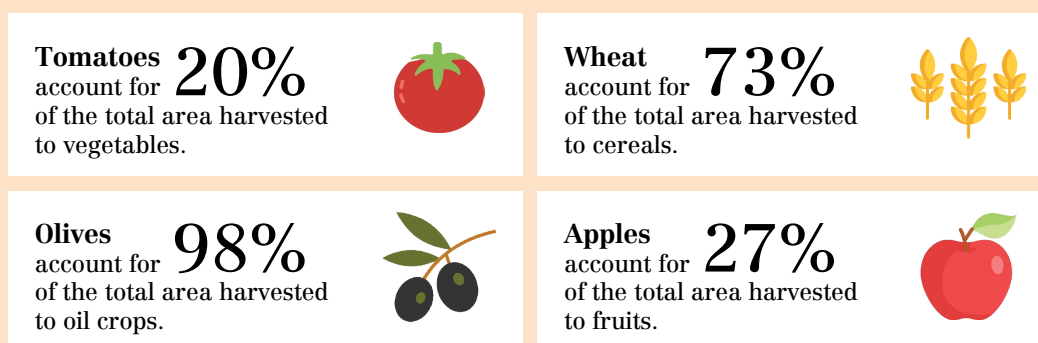 Tomatoes
account for 20%
of the total area harvested
to vegetables.
Wheat
account for 73%
of the total area harvested
to cereals.
Olives
account for 98%
of the total area harvested
to oil crops.
Apples
account for 27%
of the total area harvested
to fruits.